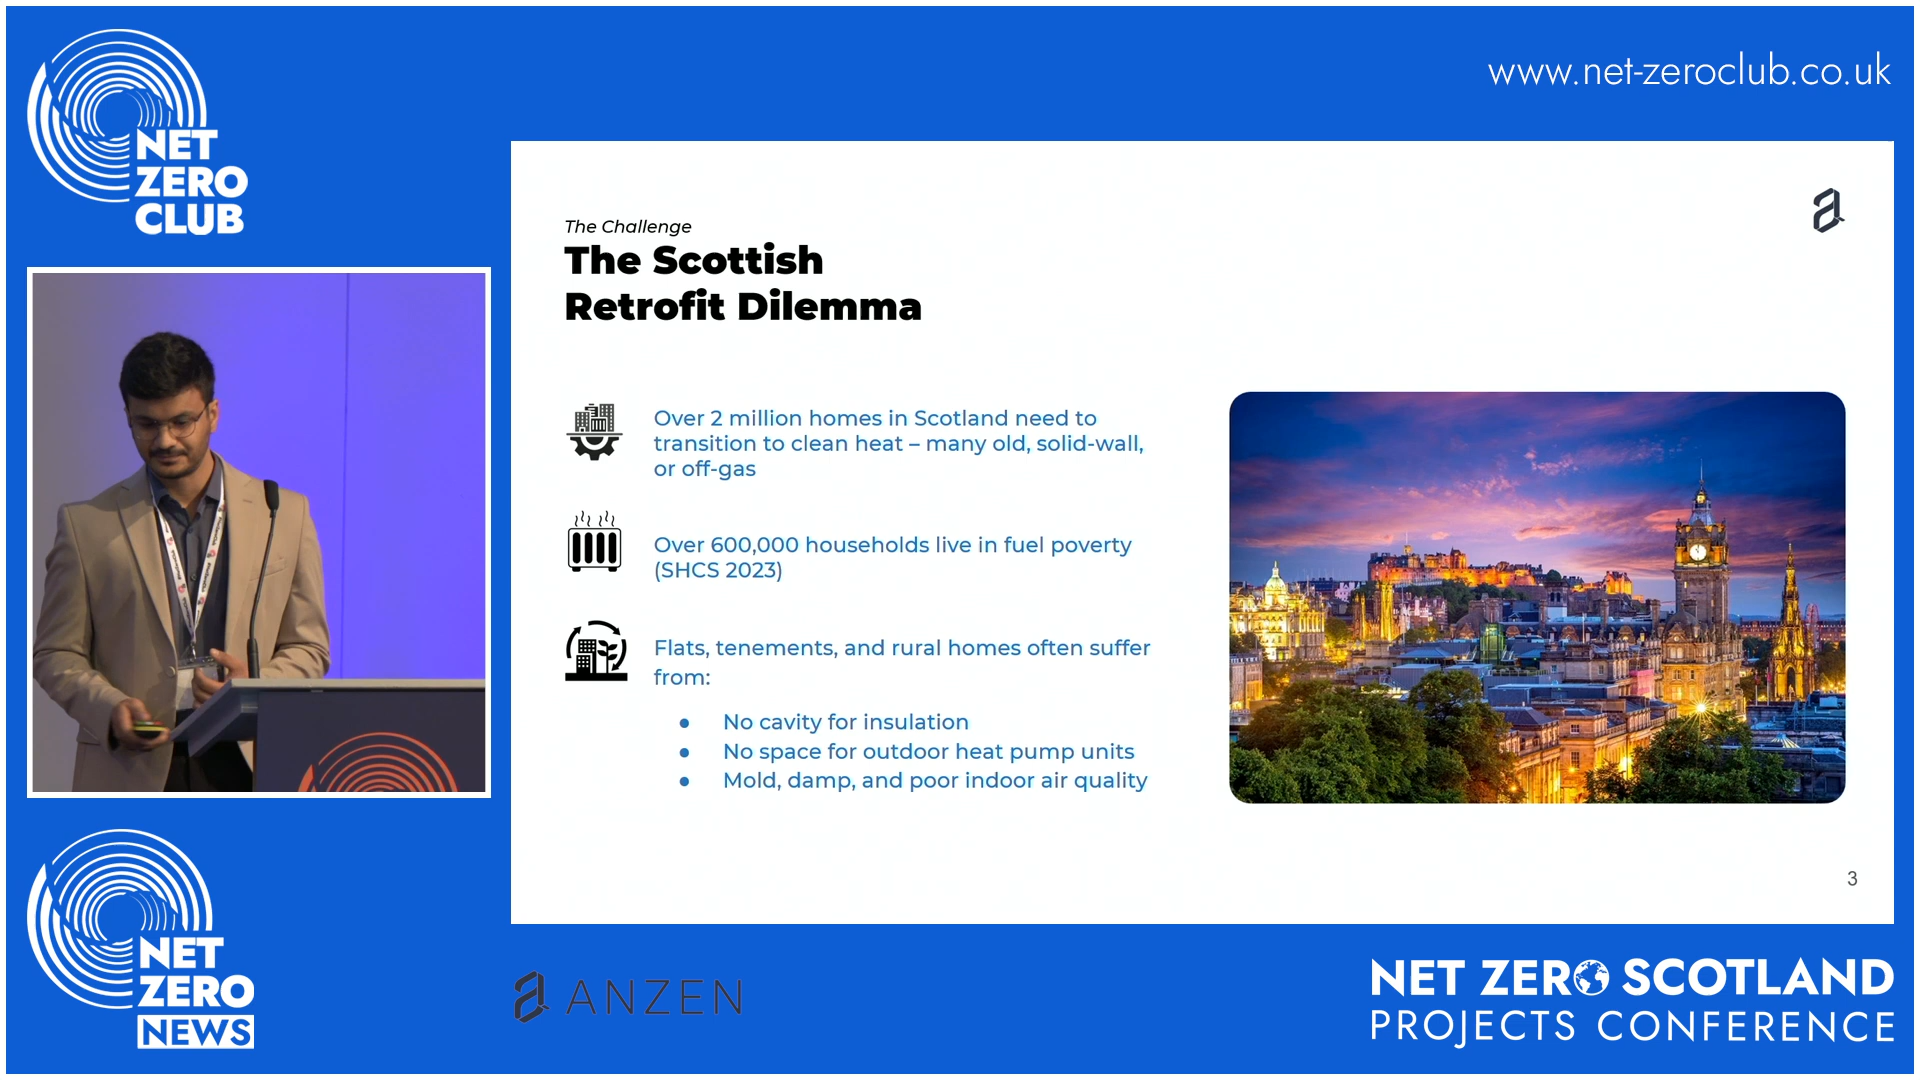 NET
ZERO
CLUB
www.net-zeroclub.co.uk
The Challenge
The Scottish
Retrofit Dilemma
Over 2 million homes in Scotland need to
transition to clean heat – many old, solid-wall,
or off-gas
Over 600,000 households live in fuel poverty
(SHCS 2023)
Flats, tenements, and rural homes often suffer
from:
● No cavity for insulation
● No space for outdoor heat pump units
● Mold, damp, and poor indoor air quality
3
NET
ZERO
NEWS
ANZEN
NET ZERO SCOTLAND
PROJECTS CONFERENCE